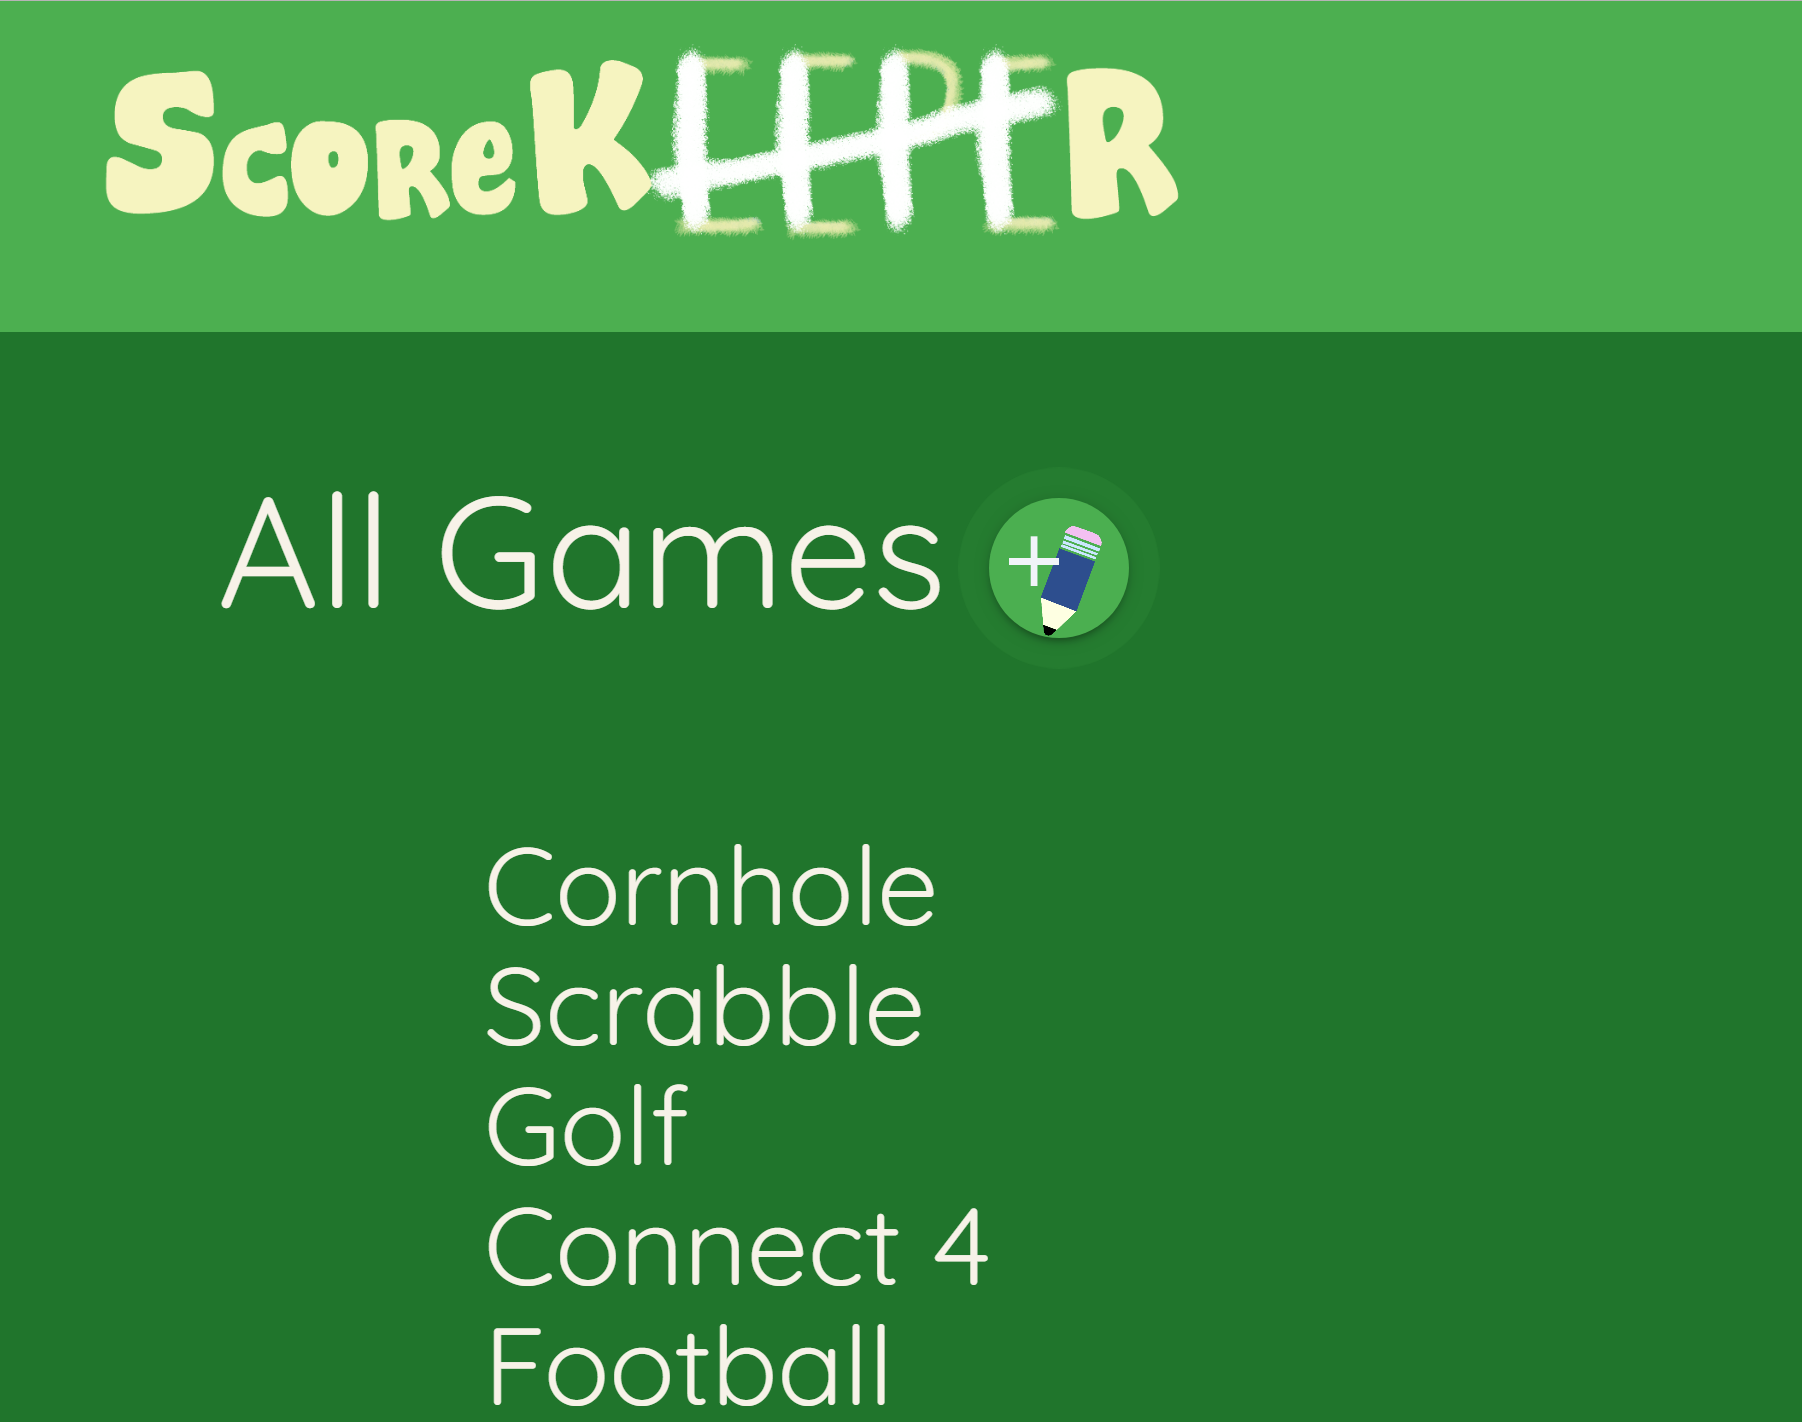 ScoreKEEPER
All Games
Cornhole
Scrabble
Golf
Connect 4
Football